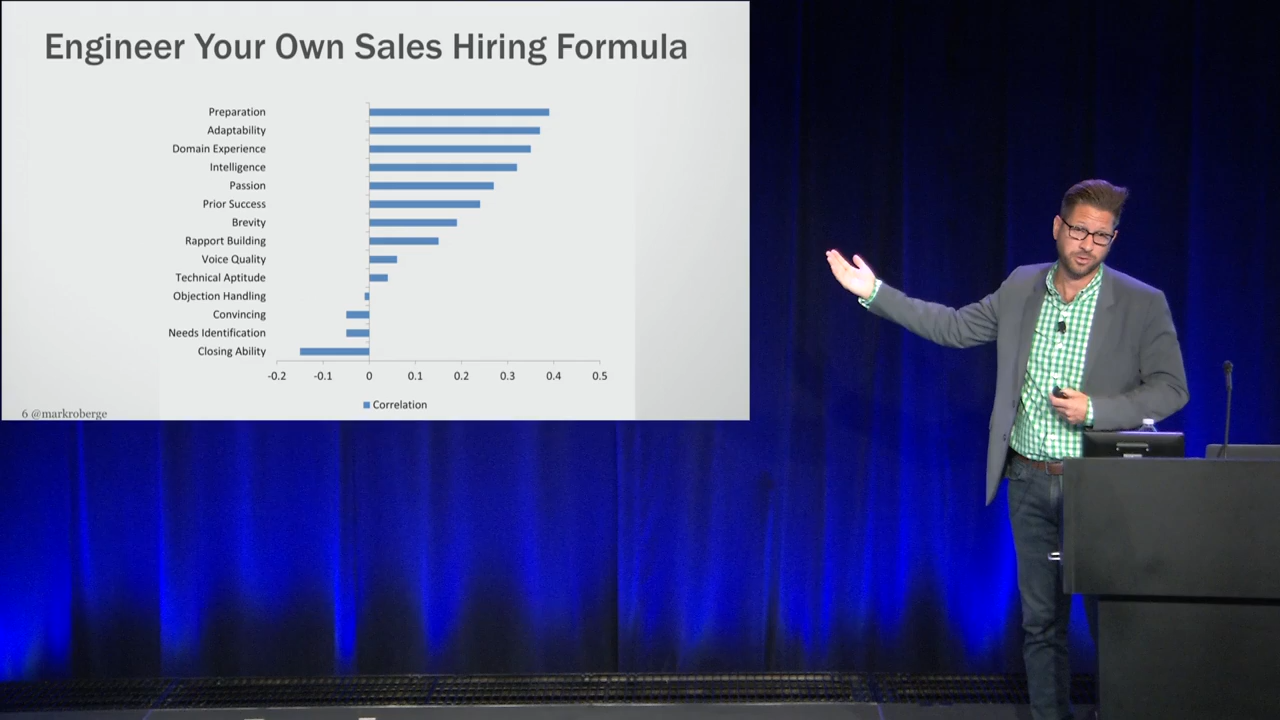 Engineer Your Own Sales Hiring Formula
Preparation
Adaptability
Domain Experience
Intelligence
Passion
Prior Success
Brevity
Rapport Building
Voice Quality
Technical Aptitude
Objection Handling
Convincing
Needs Identification
Closing Ability
-0.2 -0.1 0 0.1 0.2 0.3 0.4 0.5
Correlation
6 @markroberge